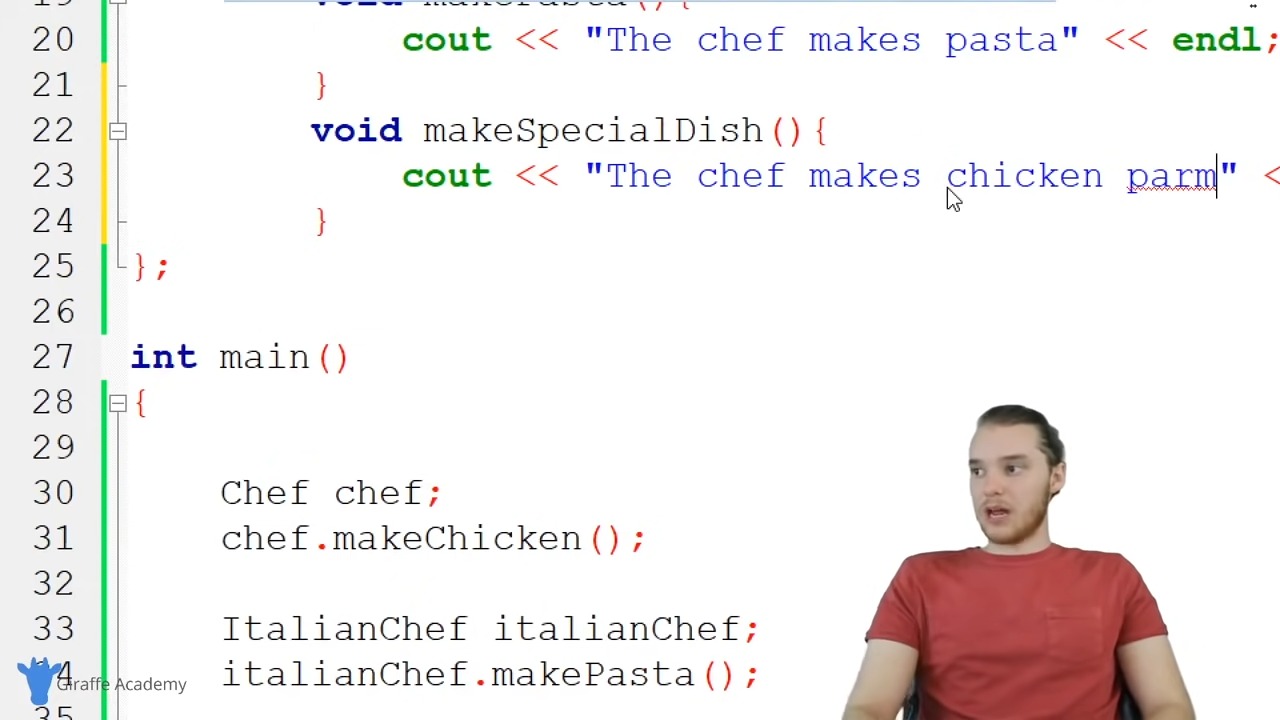 19 void makePasta(){
20 cout << "The chef makes pasta" << endl;
21 }
22 void makeSpecialDish(){
23 cout << "The chef makes chicken parm" <
24 }
25 };
26
27 int main()
28 {
29
30 Chef chef;
31 chef.makeChicken();
32
33 ItalianChef italianChef;
34 italianChef.makePasta();
35
Giraffe Academy